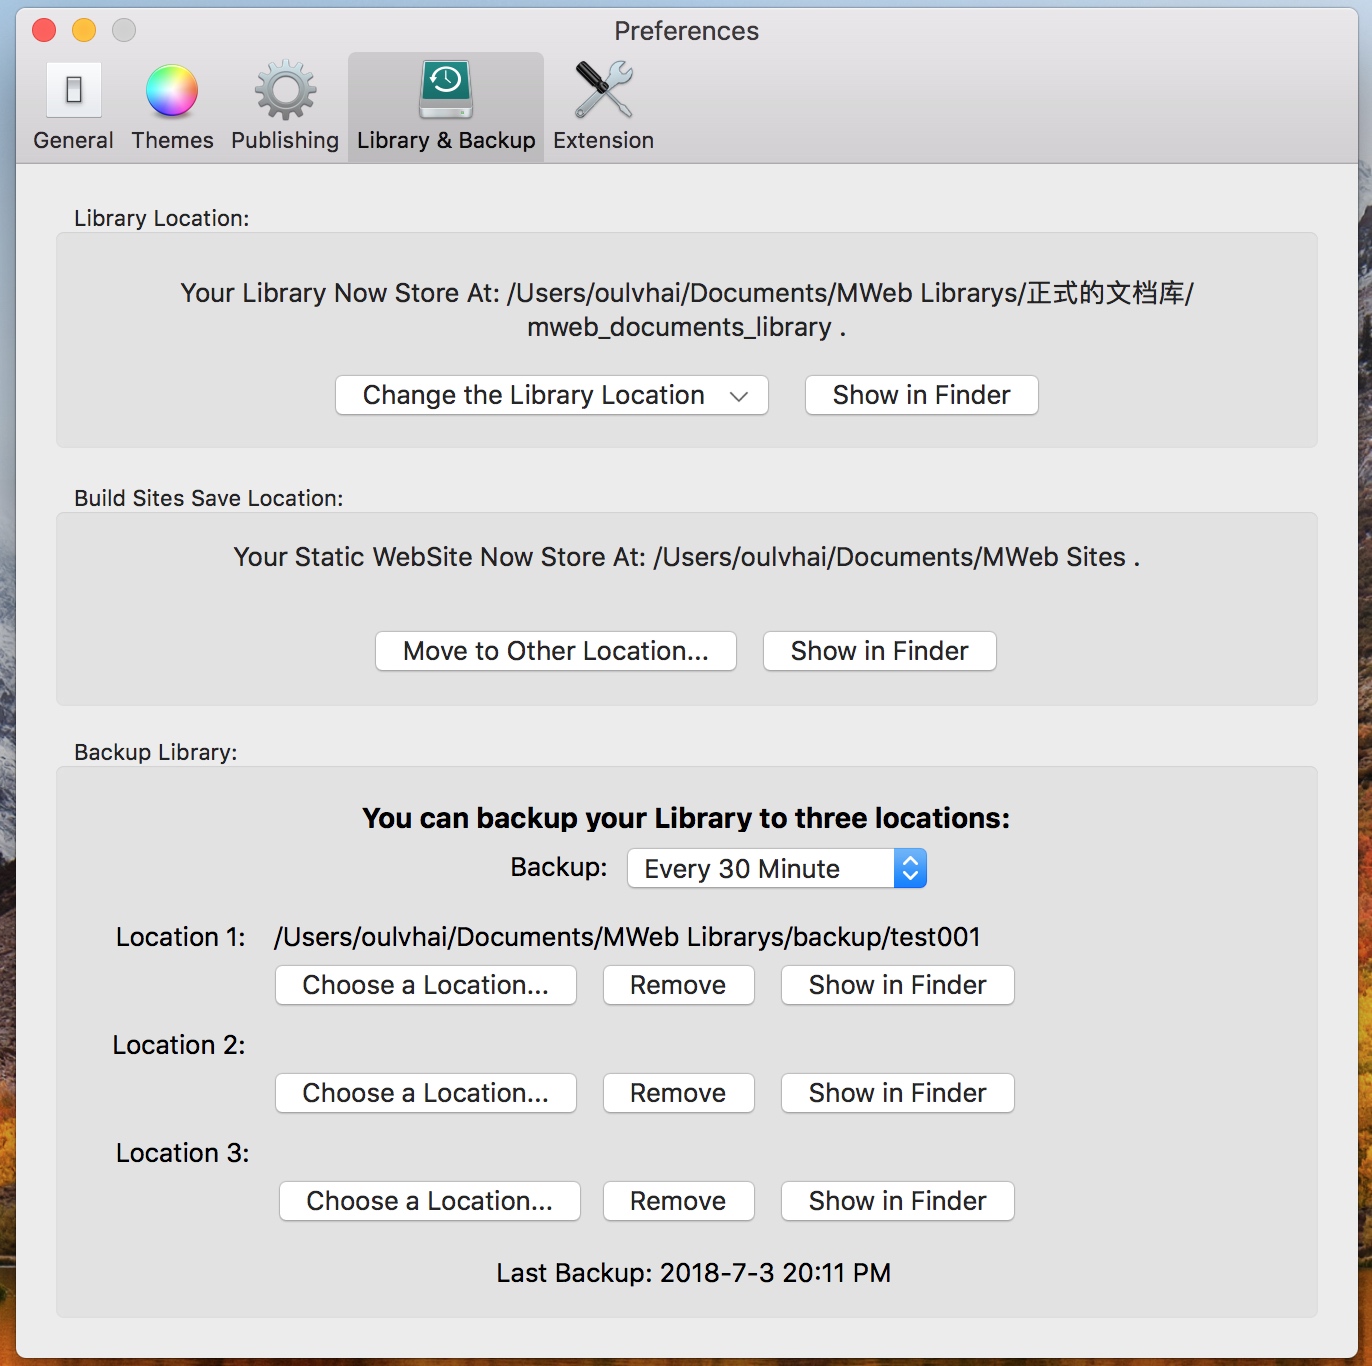 Preferences
General Themes Publishing Library & Backup Extension
Library Location:
Your Library Now Store At: /Users/oulvhai/Documents/MWeb Librarys/正式的文档库/
mweb_documents_library .
Change the Library Location Show in Finder
Build Sites Save Location:
Your Static WebSite Now Store At: /Users/oulvhai/Documents/MWeb Sites .
Move to Other Location... Show in Finder
Backup Library:
You can backup your Library to three locations:
Backup: Every 30 Minute
Location 1: /Users/oulvhai/Documents/MWeb Librarys/backup/test001
Choose a Location... Remove Show in Finder
Location 2:
Choose a Location... Remove Show in Finder
Location 3:
Choose a Location... Remove Show in Finder
Last Backup: 2018-7-3 20:11 PM